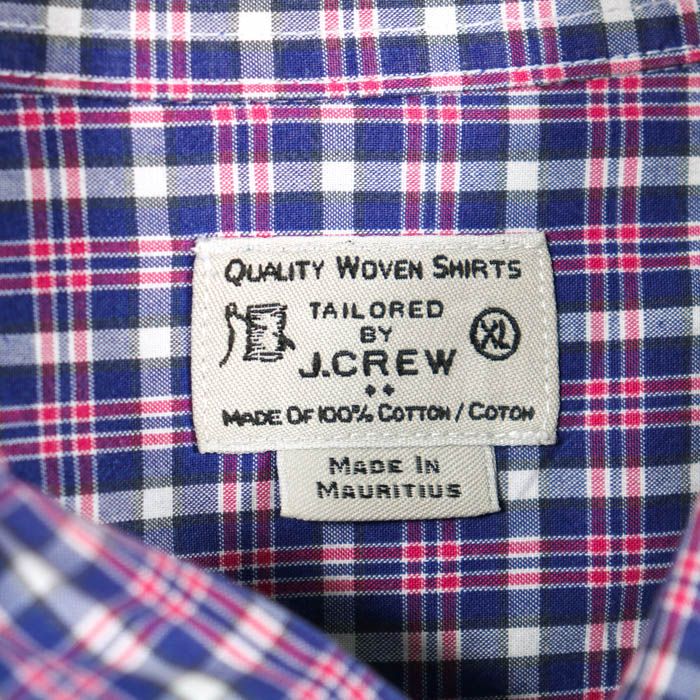 QUALITY WOVEN SHIRTS
TAILORED
BY
J.CREW
XL
MADE OF 100% COTTON / COTON
MADE IN
MAURITIUS